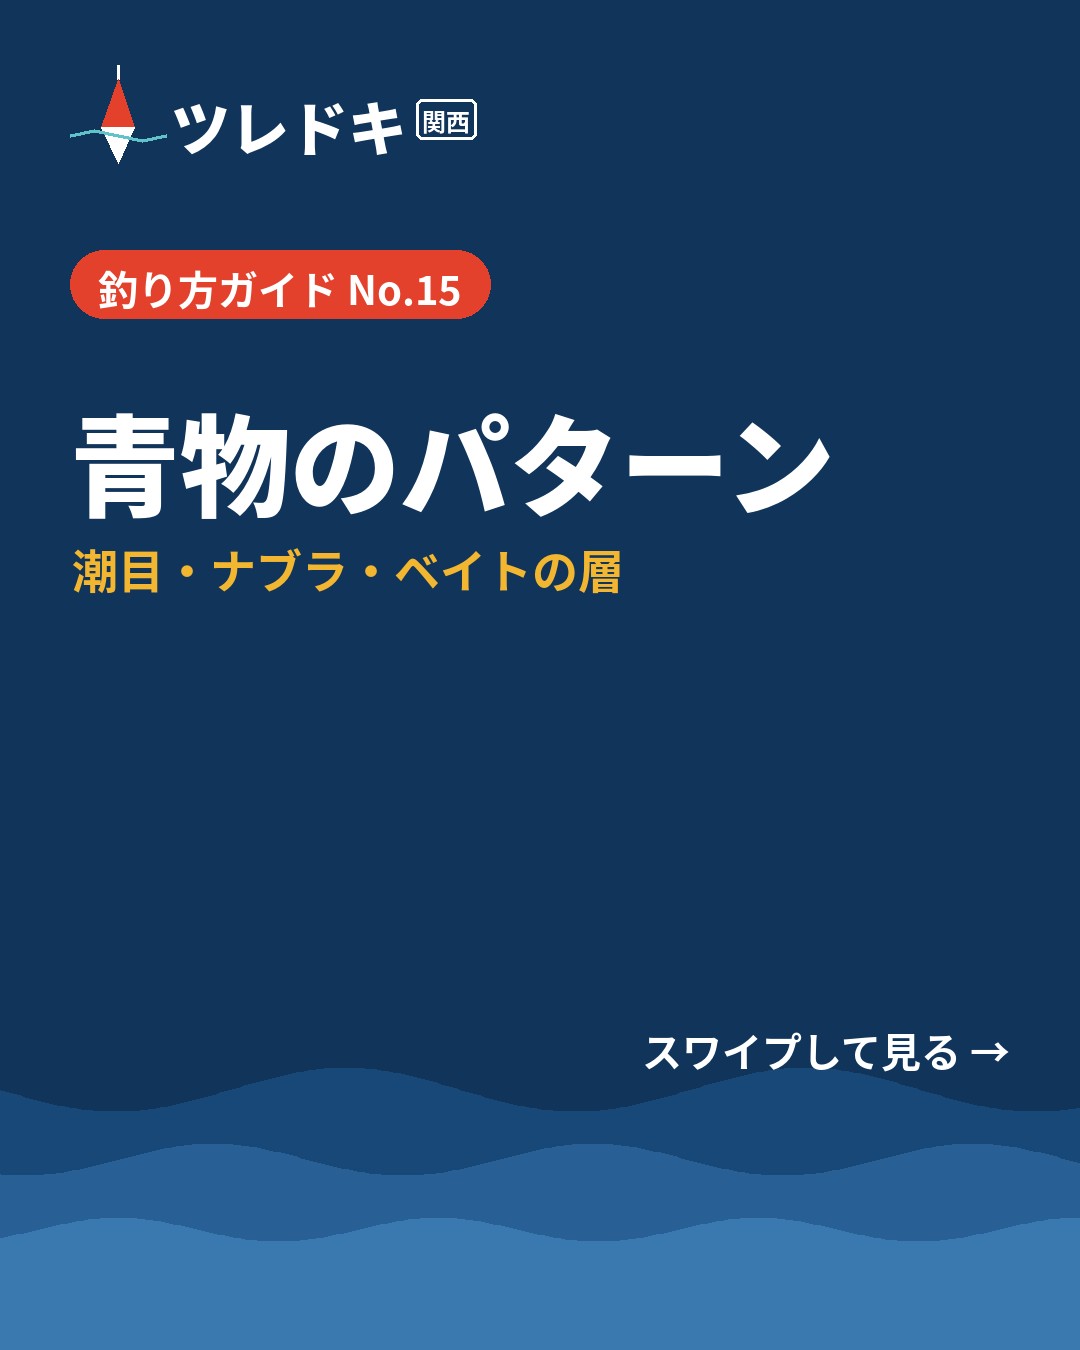 ツレドキ 関西
釣り方ガイド No.15
青物のパターン
潮目・ナブラ・ベイトの層
スワイプして見る →